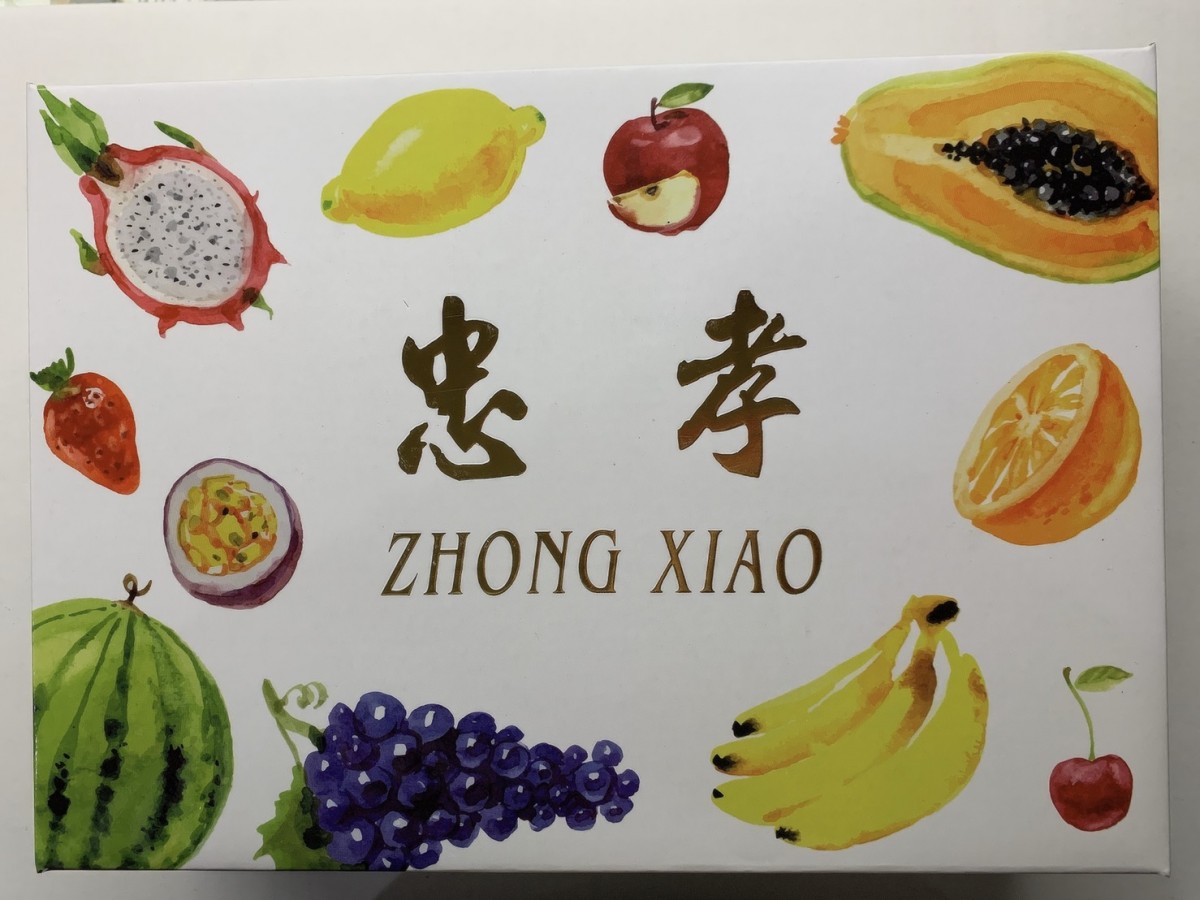 忠 孝
ZHONG XIAO